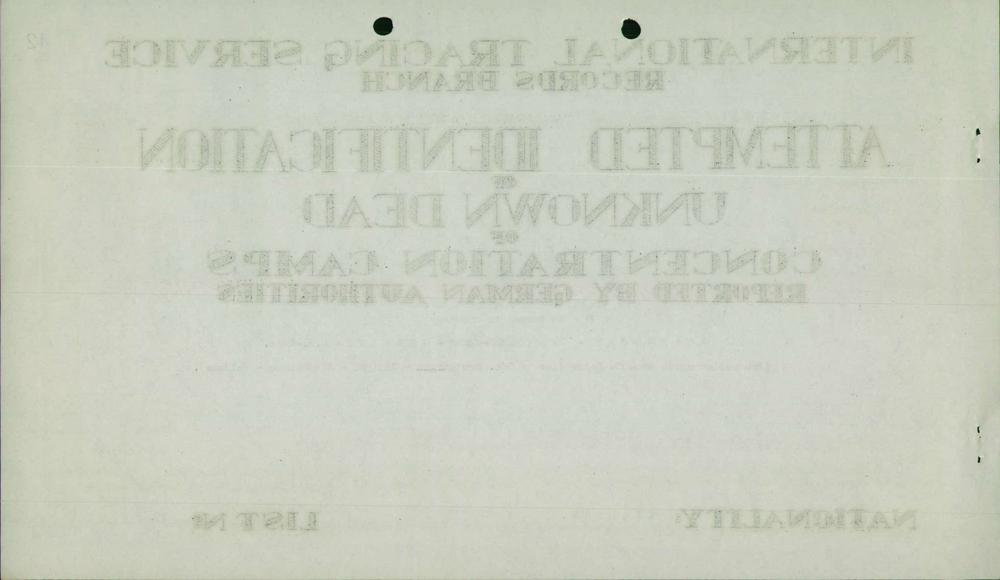 INTERNATIONAL TRACING SERVICE
RECORDS BRANCH
ATTEMPTED IDENTIFICATION
OF
UNKNOWN DEAD
OF
CONCENTRATION CAMPS
REPORTED BY GERMAN AUTHORITIES
NATIONALITY:
LIST Nº